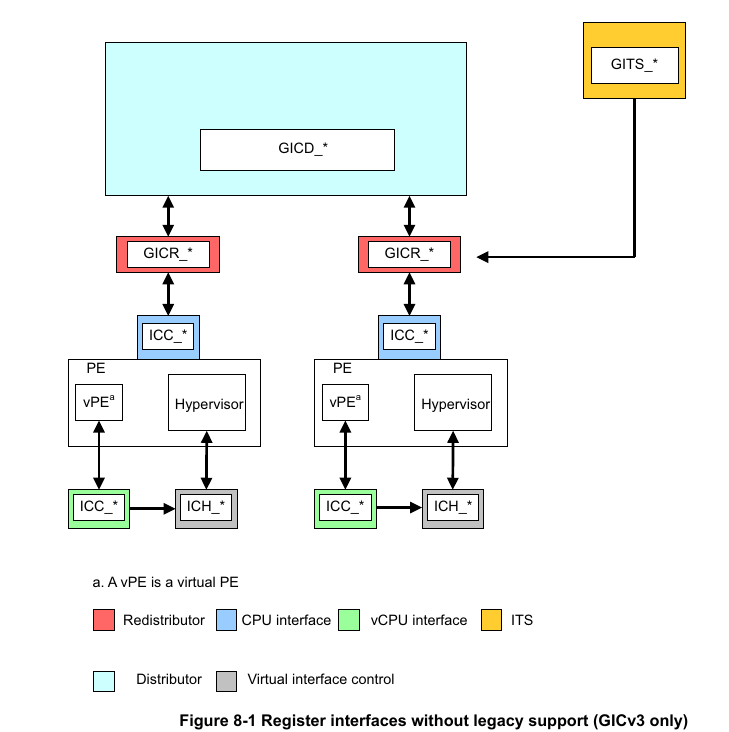 GITS_*
GICD_*
GICR_*
GICR_*
ICC_*
ICC_*
PE
PE
vPEa
Hypervisor
vPEa
Hypervisor
ICC_*
ICH_*
ICC_*
ICH_*
a. A vPE is a virtual PE
Redistributor
CPU interface
vCPU interface
ITS
Distributor
Virtual interface control
Figure 8-1 Register interfaces without legacy support (GICv3 only)